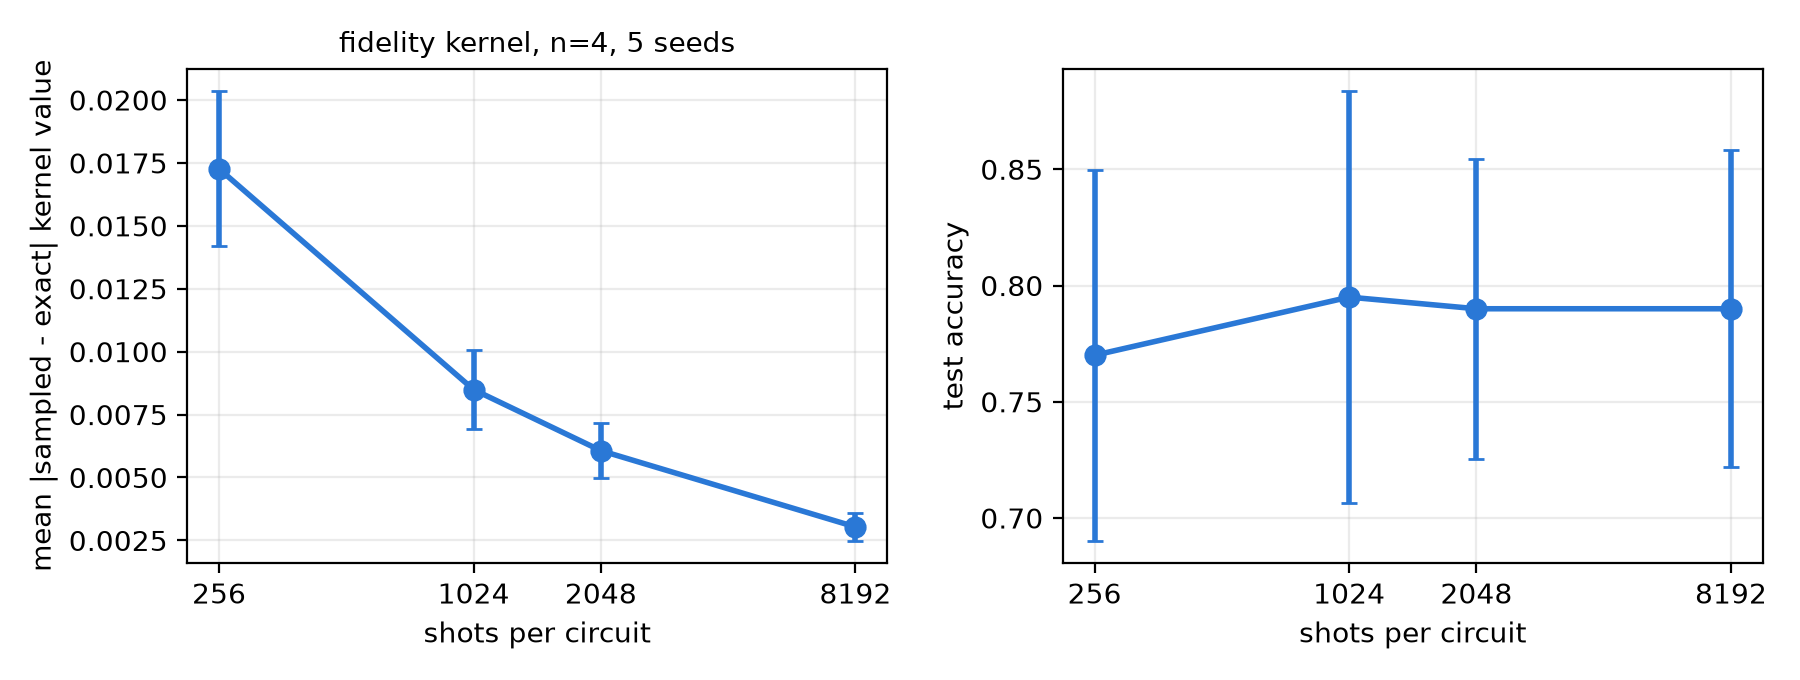 fidelity kernel, n=4, 5 seeds
mean |sampled - exact| kernel value
0.0200
0.0175
0.0150
0.0125
0.0100
0.0075
0.0050
0.0025
256 1024 2048 8192
shots per circuit
test accuracy
0.85
0.80
0.75
0.70
256 1024 2048 8192
shots per circuit